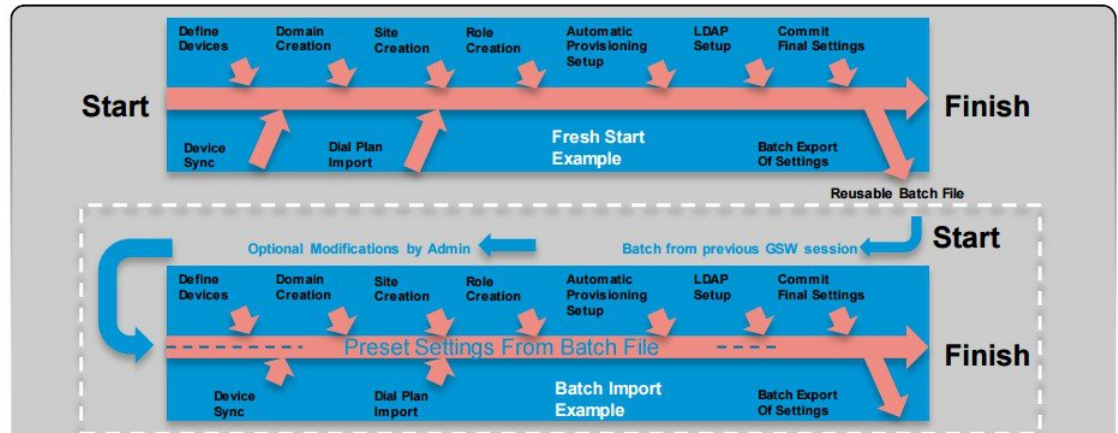 Define
Devices
Domain
Creation
Site
Creation
Role
Creation
Automatic
Provisioning
Setup
LDAP
Setup
Commit
Final Settings
Start
Finish
Device
Sync
Dial Plan
Import
Fresh Start
Example
Batch Export
Of Settings
Reusable Batch File
Start
Batch from previous GSW session
Optional Modifications by Admin
Define
Devices
Domain
Creation
Site
Creation
Role
Creation
Automatic
Provisioning
Setup
LDAP
Setup
Commit
Final Settings
Preset Settings From Batch File
Finish
Device
Sync
Dial Plan
Import
Batch Import
Example
Batch Export
Of Settings